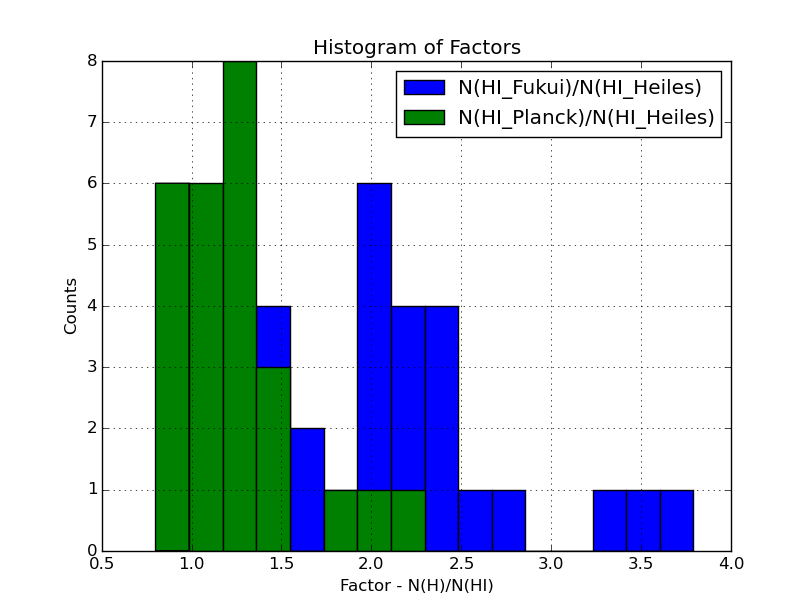 Histogram of Factors
N(HI_Fukui)/N(HI_Heiles)
N(HI_Planck)/N(HI_Heiles)
8
7
6
5
4
3
2
1
0
Counts
0.5 1.0 1.5 2.0 2.5 3.0 3.5 4.0
Factor - N(H)/N(HI)